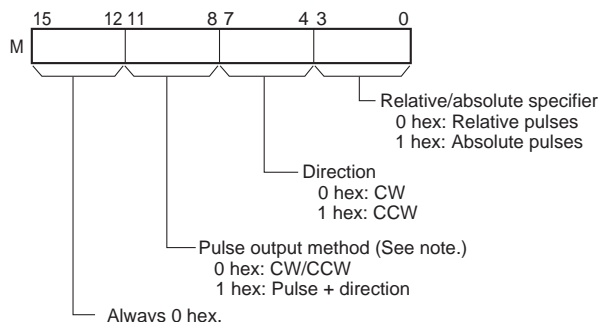 15 12 11 8 7 4 3 0
M
Relative/absolute specifier
0 hex: Relative pulses
1 hex: Absolute pulses
Direction
0 hex: CW
1 hex: CCW
Pulse output method (See note.)
0 hex: CW/CCW
1 hex: Pulse + direction
Always 0 hex.